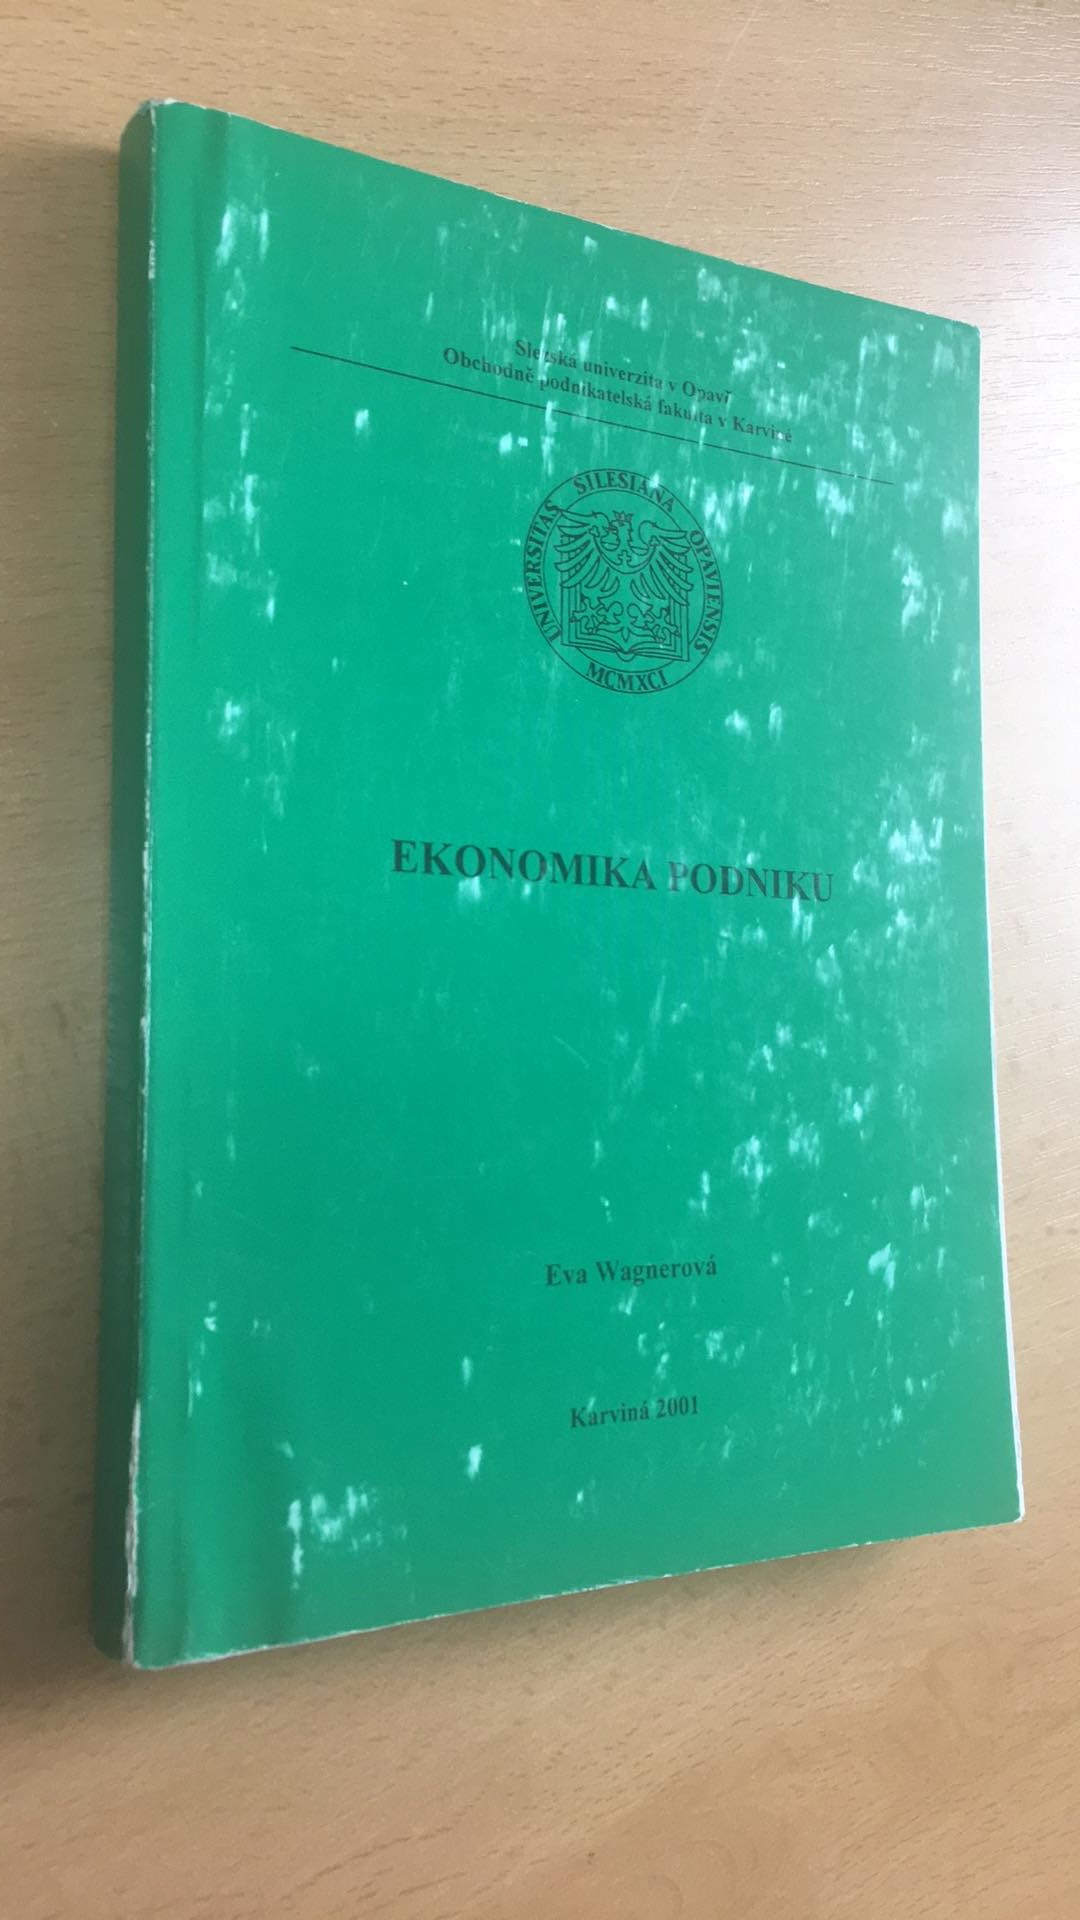 Slezská univerzita v Opavě
Obchodně podnikatelská fakulta v Karviné
UNIVERSITAS SILESIANA OPAVIENSIS
MCMXCI
EKONOMIKA PODNIKU
Eva Wagnerová
Karviná 2001